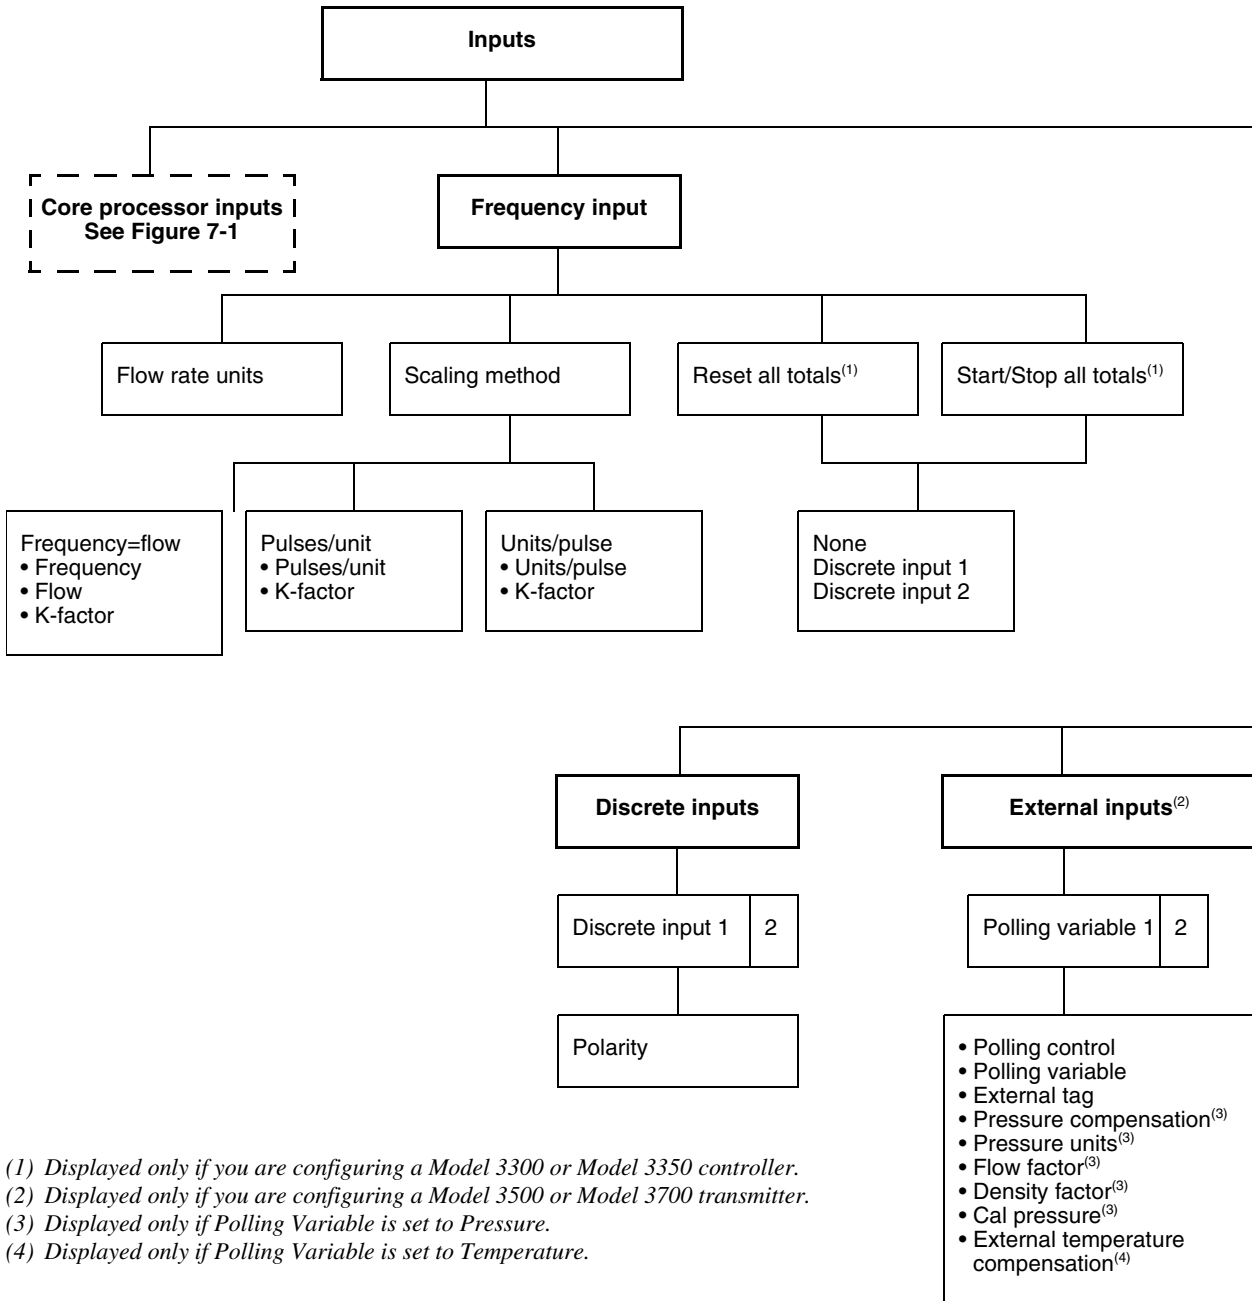 Inputs
Core processor inputs
See Figure 7-1
Frequency input
Flow rate units
Scaling method
Reset all totals(1)
Start/Stop all totals(1)
Frequency=flow
• Frequency
• Flow
• K-factor
Pulses/unit
• Pulses/unit
• K-factor
Units/pulse
• Units/pulse
• K-factor
None
Discrete input 1
Discrete input 2
Discrete inputs
External inputs(2)
Discrete input 1 2
Polling variable 1 2
Polarity
• Polling control
• Polling variable
• External tag
• Pressure compensation(3)
• Pressure units(3)
• Flow factor(3)
• Density factor(3)
• Cal pressure(3)
• External temperature
compensation(4)
(1) Displayed only if you are configuring a Model 3300 or Model 3350 controller.
(2) Displayed only if you are configuring a Model 3500 or Model 3700 transmitter.
(3) Displayed only if Polling Variable is set to Pressure.
(4) Displayed only if Polling Variable is set to Temperature.